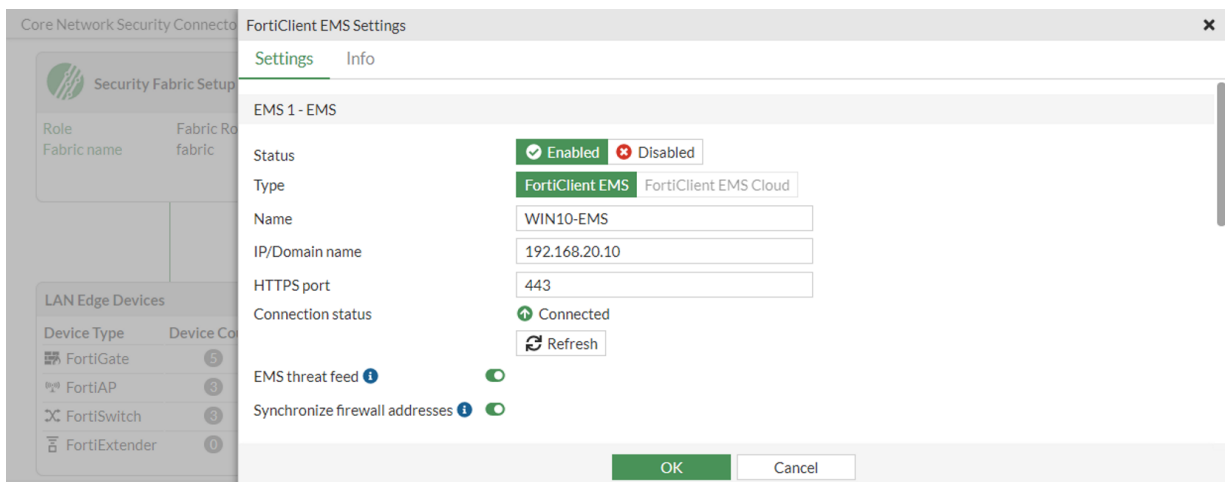 Core Network Security Connecto
FortiClient EMS Settings
Settings Info
Security Fabric Setup
Role Fabric Ro
Fabric name fabric
EMS 1 - EMS
Status Enabled Disabled
Type FortiClient EMS FortiClient EMS Cloud
Name WIN10-EMS
IP/Domain name 192.168.20.10
HTTPS port 443
Connection status Connected
Refresh
EMS threat feed
Synchronize firewall addresses
LAN Edge Devices
Device Type Device Cou
FortiGate 5
FortiAP 3
FortiSwitch 3
FortiExtender 0
OK Cancel